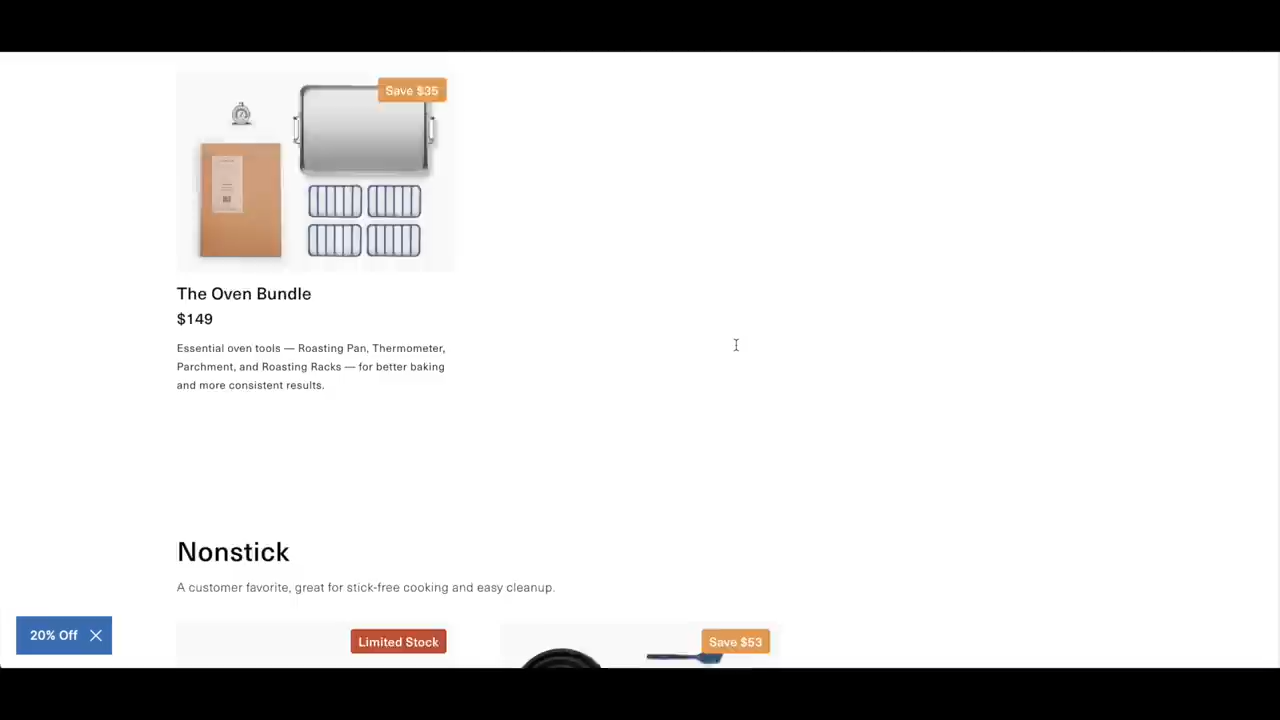 Save $35
The Oven Bundle
$149
Essential oven tools — Roasting Pan, Thermometer,
Parchment, and Roasting Racks — for better baking
and more consistent results.
Nonstick
A customer favorite, great for stick-free cooking and easy cleanup.
20% Off
Limited Stock
Save $53